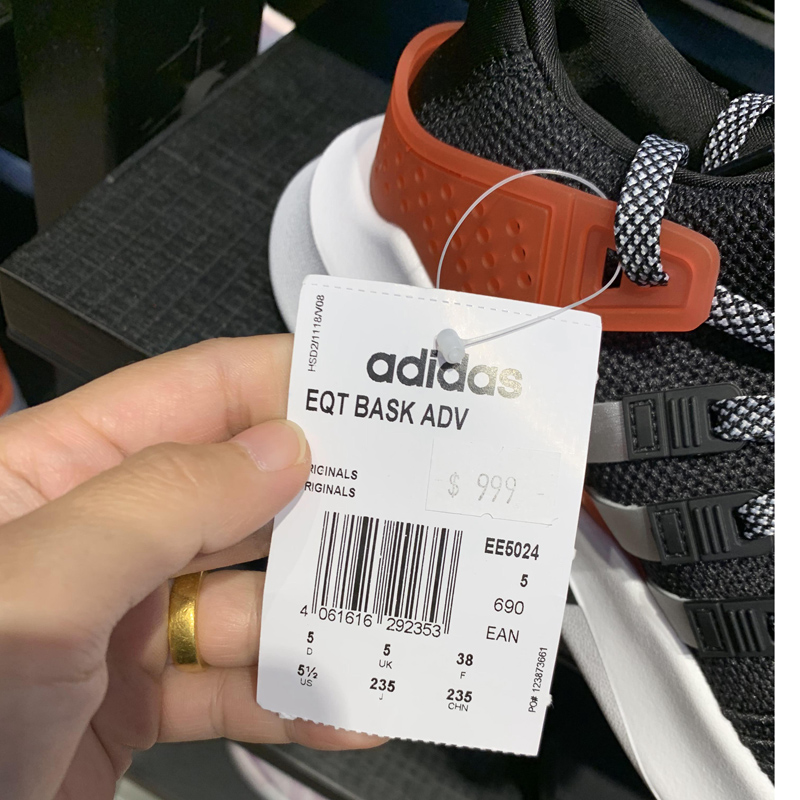 HSD2/1118/V08
adidas
EQT BASK ADV
RIGINALS
RIGINALS
$ 999
EE5024
5
690
EAN
4 061616 292353
5 5 38
D UK F
5½ 235 235
US J CHN
PO# 123873661